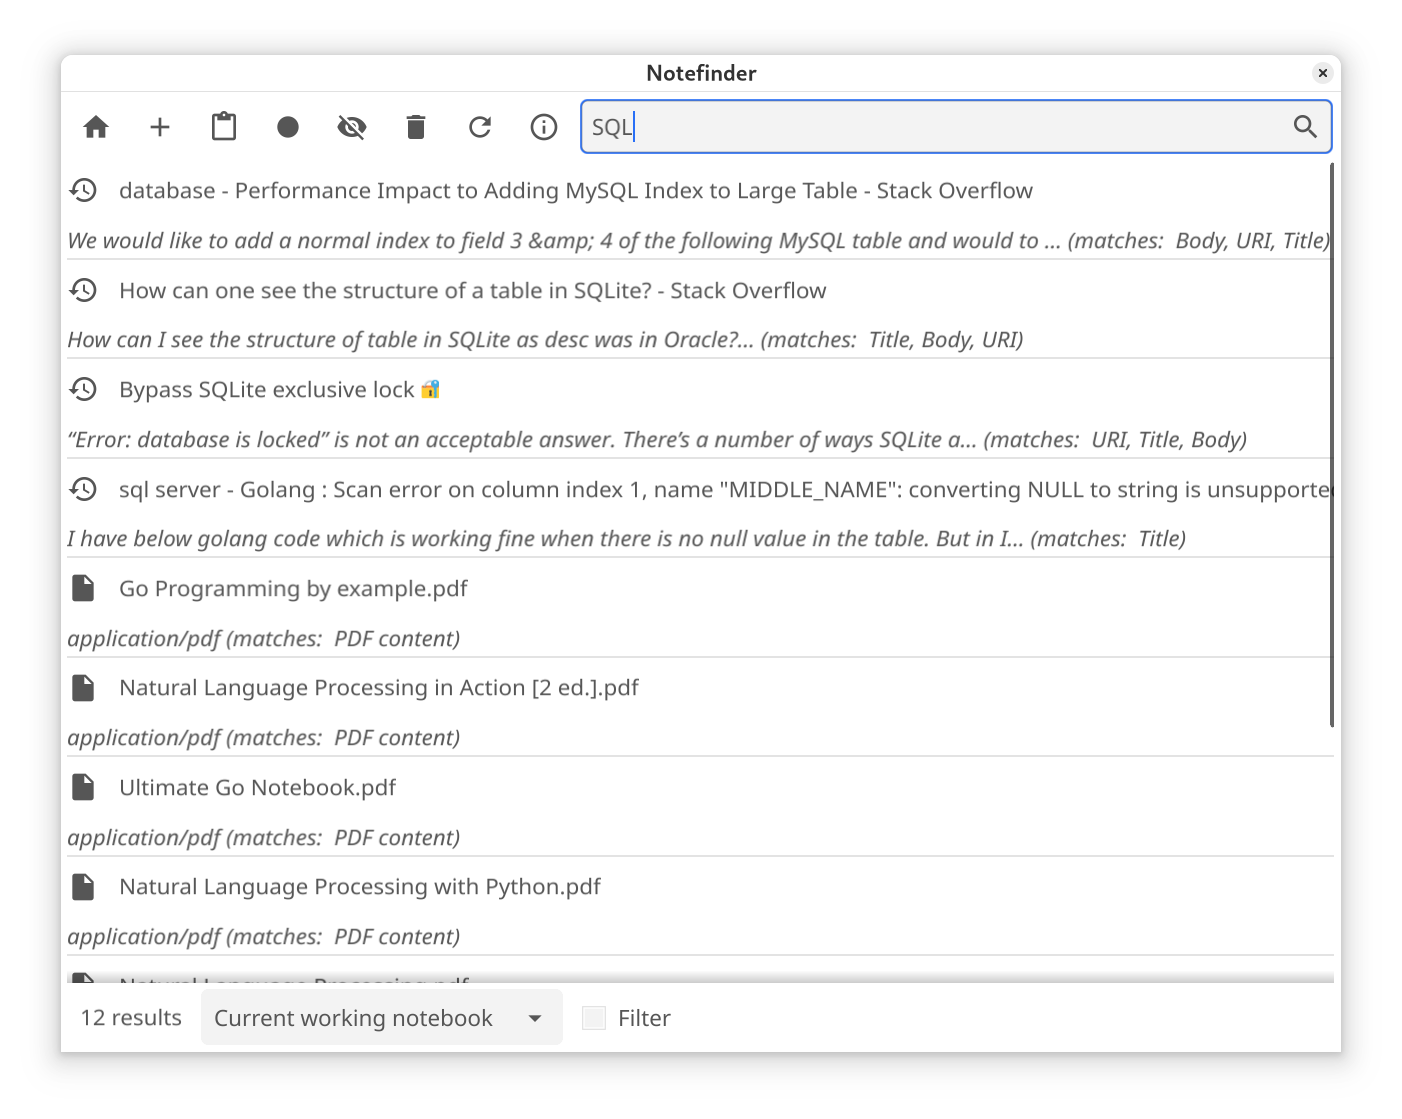 Notefinder
SQL
database - Performance Impact to Adding MySQL Index to Large Table - Stack Overflow
We would like to add a normal index to field 3 &amp; 4 of the following MySQL table and would to ... (matches:  Body, URI, Title)
How can one see the structure of a table in SQLite? - Stack Overflow
How can I see the structure of table in SQLite as desc was in Oracle?... (matches:  Title, Body, URI)
Bypass SQLite exclusive lock 🔐
“Error: database is locked” is not an acceptable answer. There’s a number of ways SQLite a... (matches:  URI, Title, Body)
sql server - Golang : Scan error on column index 1, name "MIDDLE_NAME": converting NULL to string is unsupported
I have below golang code which is working fine when there is no null value in the table. But in I... (matches:  Title)
Go Programming by example.pdf
application/pdf (matches:  PDF content)
Natural Language Processing in Action [2 ed.].pdf
application/pdf (matches:  PDF content)
Ultimate Go Notebook.pdf
application/pdf (matches:  PDF content)
Natural Language Processing with Python.pdf
application/pdf (matches:  PDF content)
Natural Language Processing.pdf
12 results
Current working notebook
Filter